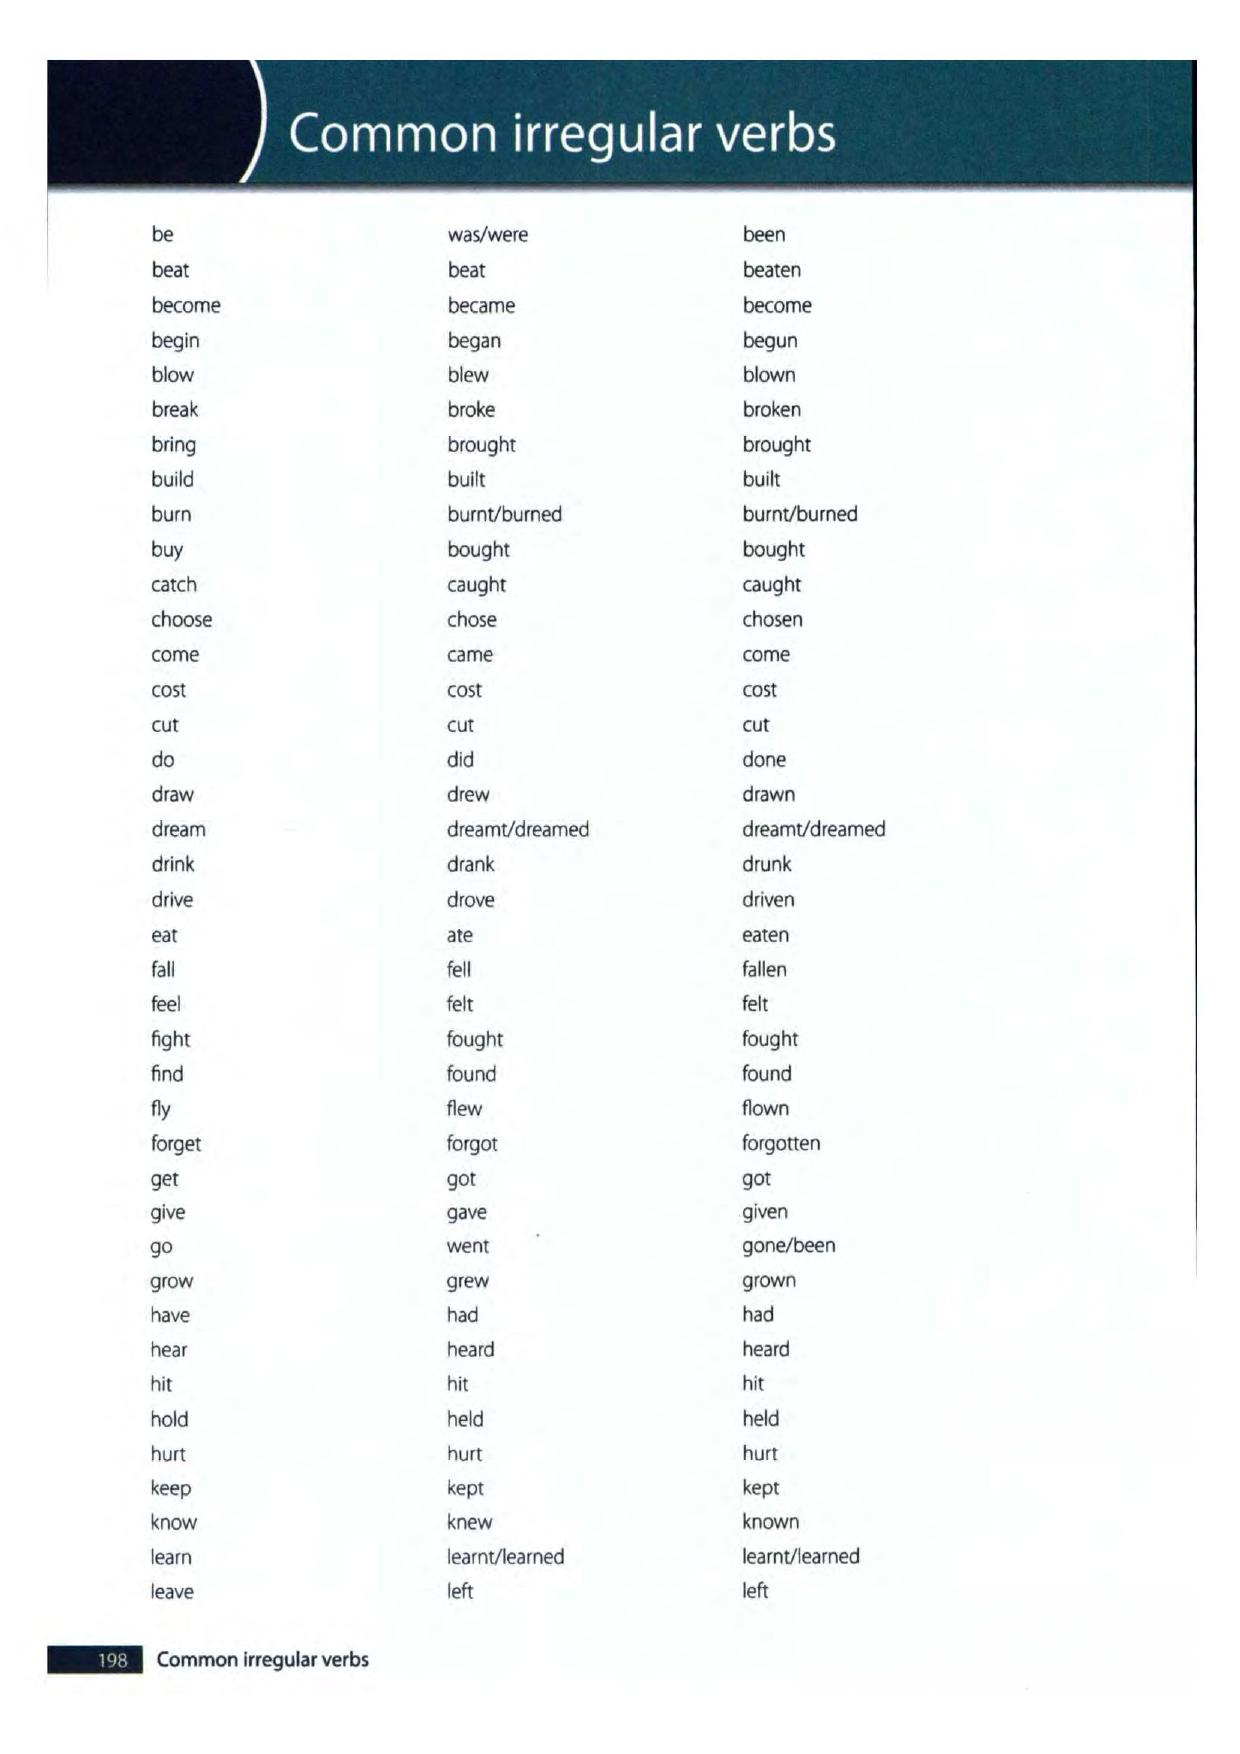 Common irregular verbs
be was/were been
beat beat beaten
become became become
begin began begun
blow blew blown
break broke broken
bring brought brought
build built built
burn burnt/burned burnt/burned
buy bought bought
catch caught caught
choose chose chosen
come came come
cost cost cost
cut cut cut
do did done
draw drew drawn
dream dreamt/dreamed dreamt/dreamed
drink drank drunk
drive drove driven
eat ate eaten
fall fell fallen
feel felt felt
fight fought fought
find found found
fly flew flown
forget forgot forgotten
get got got
give gave given
go went gone/been
grow grew grown
have had had
hear heard heard
hit hit hit
hold held held
hurt hurt hurt
keep kept kept
know knew known
learn learnt/learned learnt/learned
leave left left
198 Common irregular verbs